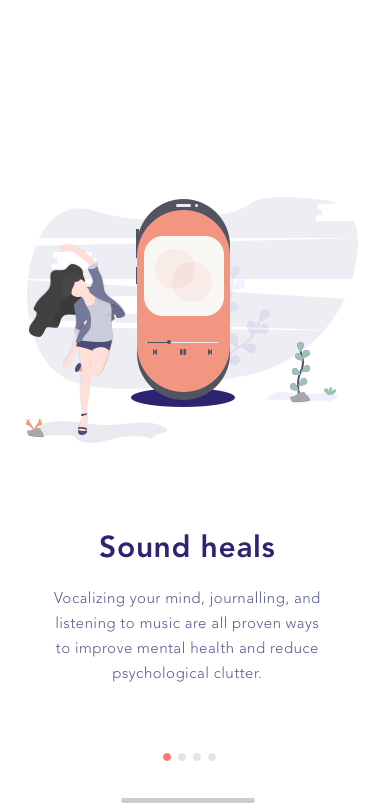 Sound heals
Vocalizing your mind, journalling, and
listening to music are all proven ways
to improve mental health and reduce
psychological clutter.